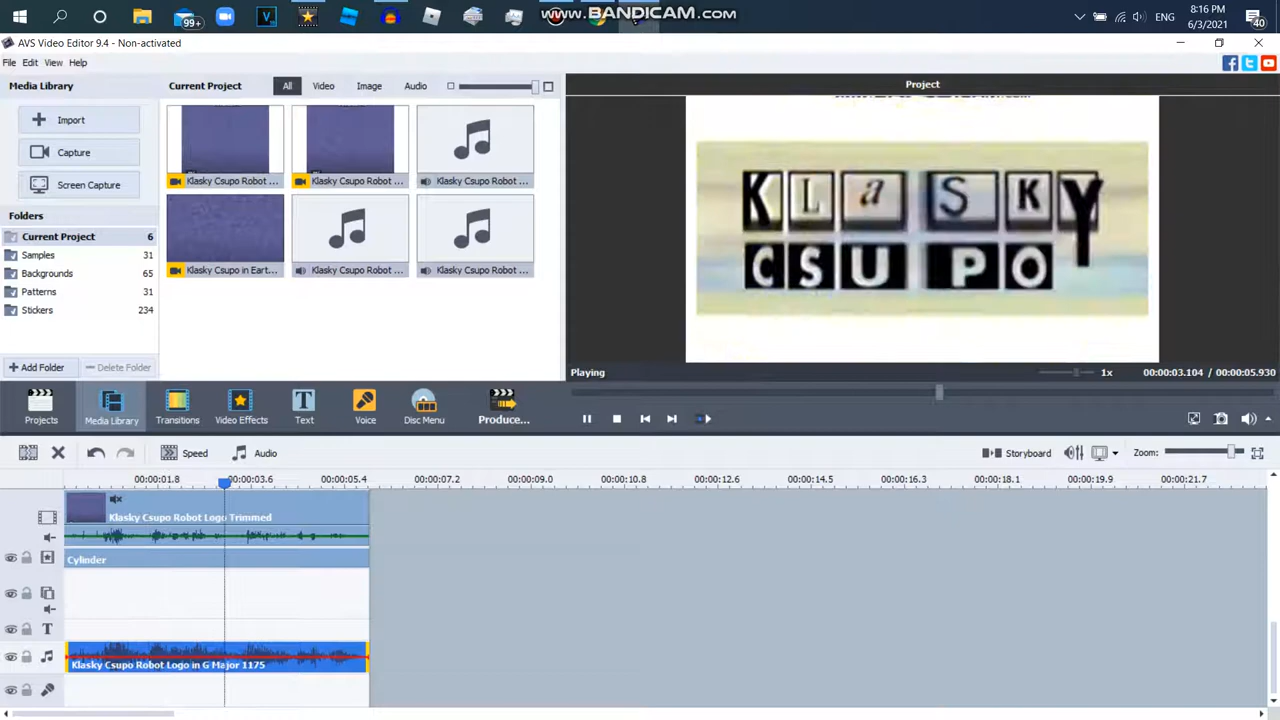 99+
www.BANDICAM.com
ENG
8:16 PM
6/3/2021
40
AVS Video Editor 9.4 - Non-activated
File Edit View Help
Media Library
Import
Capture
Screen Capture
Folders
Current Project 6
Samples 31
Backgrounds 65
Patterns 31
Stickers 234
Add Folder
Delete Folder
Current Project
All
Video
Image
Audio
Klasky Csupo Robot ...
Klasky Csupo Robot ...
Klasky Csupo Robot ...
Klasky Csupo in Eart...
Klasky Csupo Robot ...
Klasky Csupo Robot ...
Project
KLaSKY
CSUPO
Playing
1x
00:00:03.104 / 00:00:05.930
Projects
Media Library
Transitions
Video Effects
Text
Voice
Disc Menu
Produce...
Speed
Audio
Storyboard
Zoom:
00:00:01.8 00:00:03.6 00:00:05.4 00:00:07.2 00:00:09.0 00:00:10.8 00:00:12.6 00:00:14.5 00:00:16.3 00:00:18.1 00:00:19.9 00:00:21.7
Klasky Csupo Robot Logo Trimmed
Cylinder
Klasky Csupo Robot Logo in G Major 1175